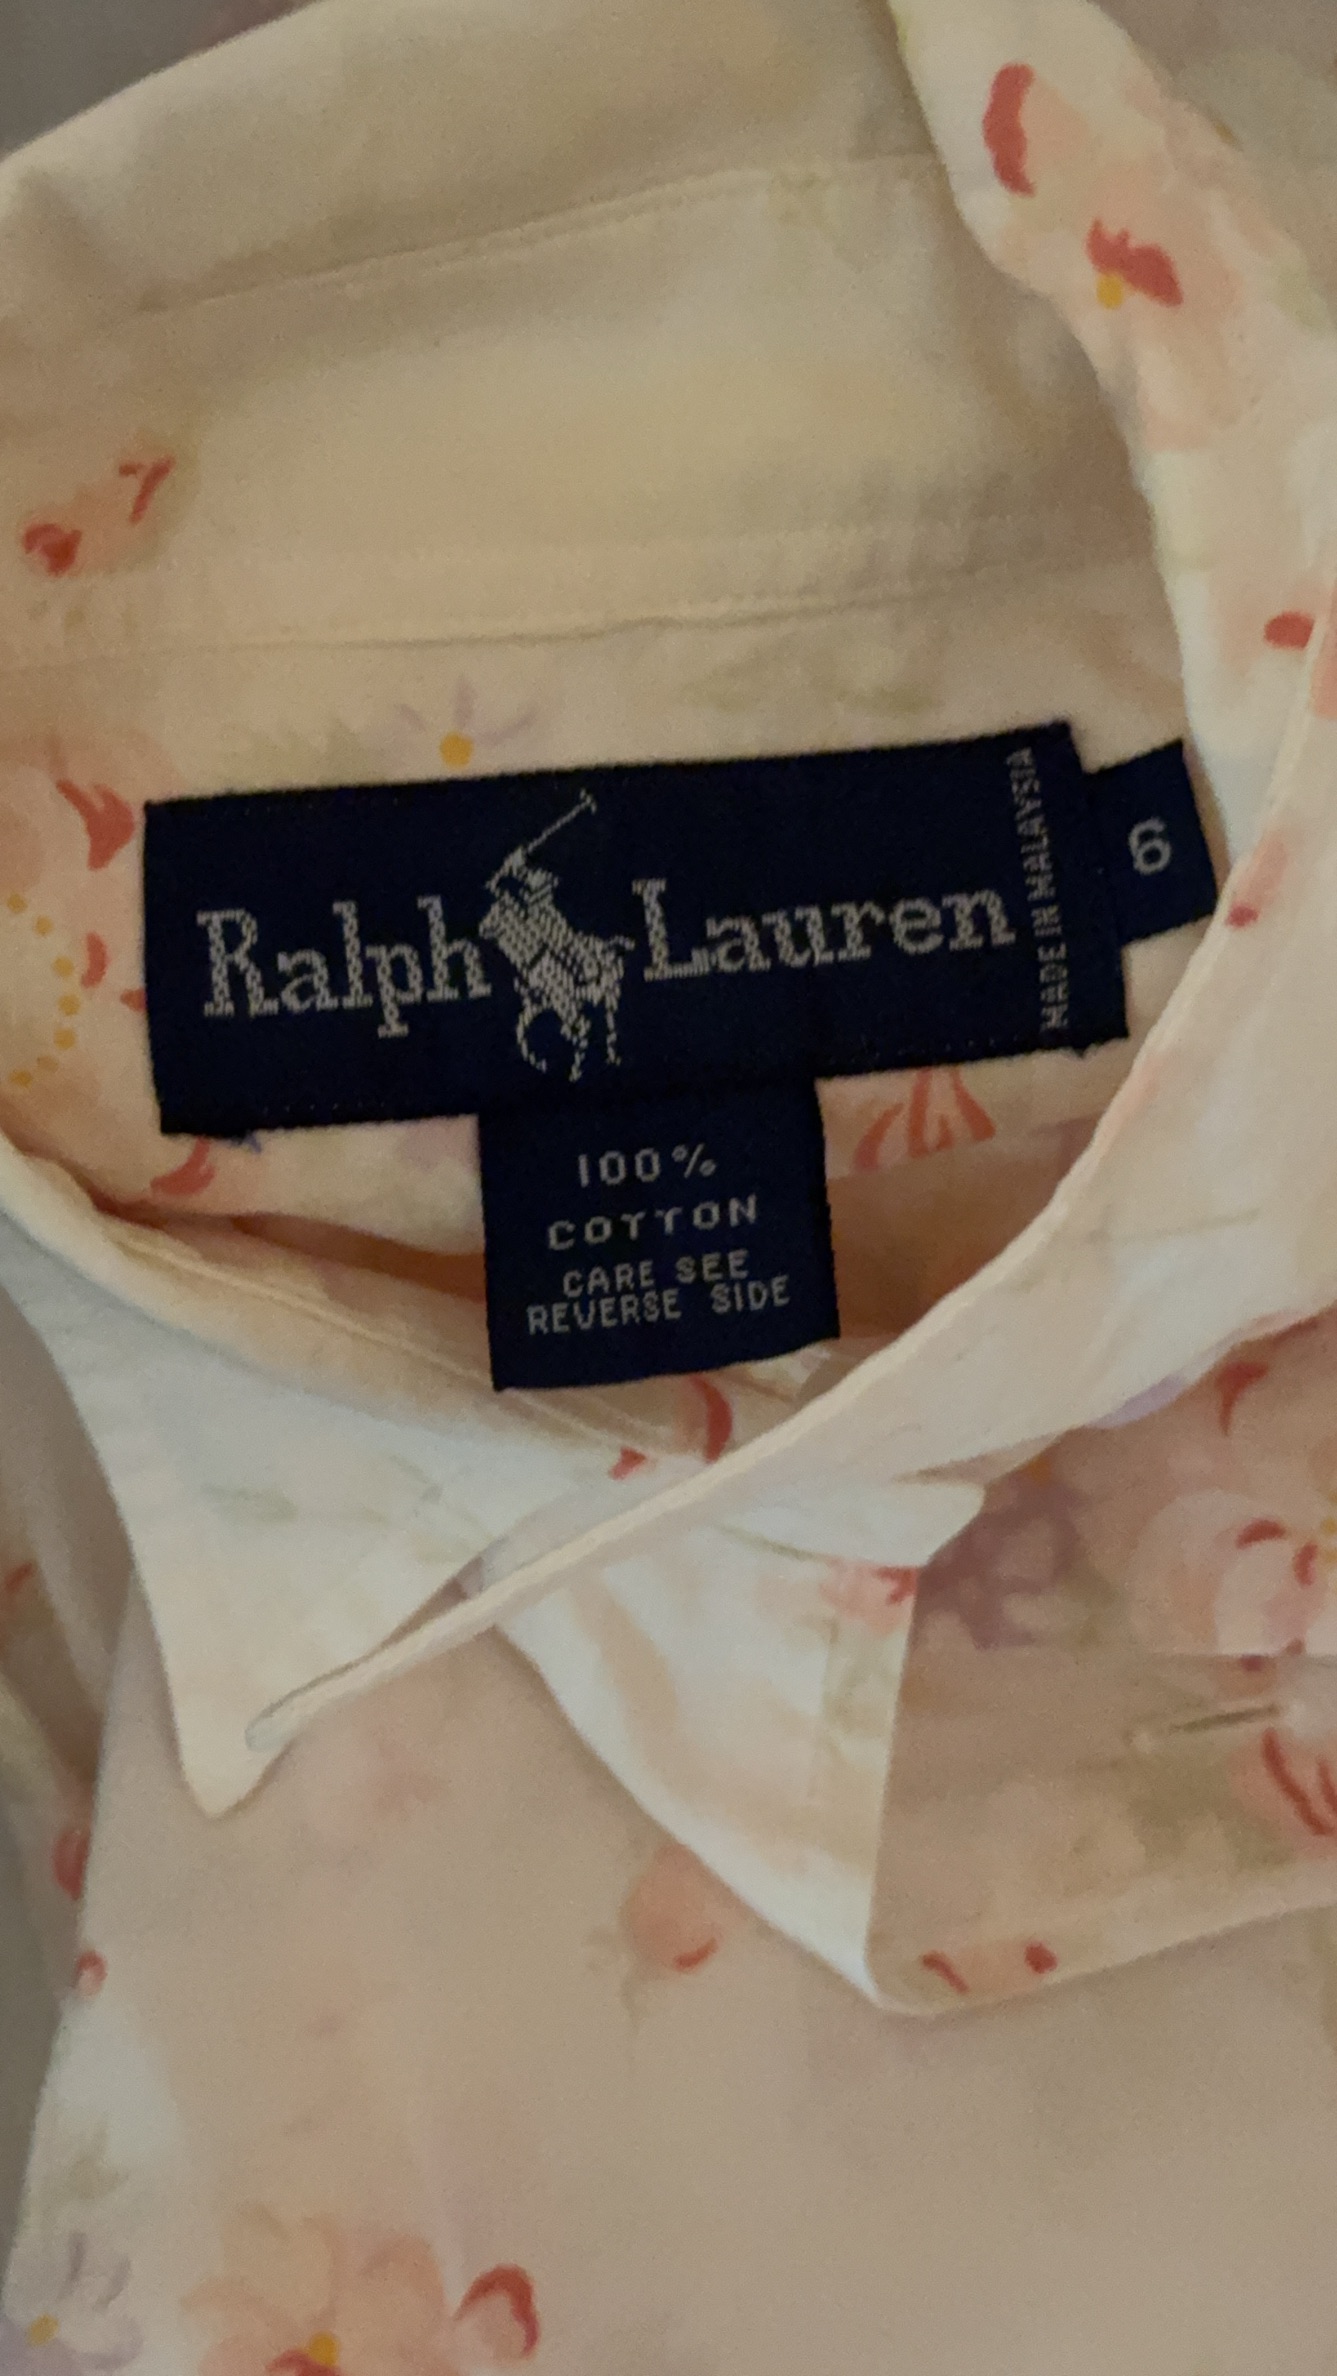 Ralph Lauren
MADE IN MALAYSIA
6
100%
COTTON
CARE SEE
REVERSE SIDE